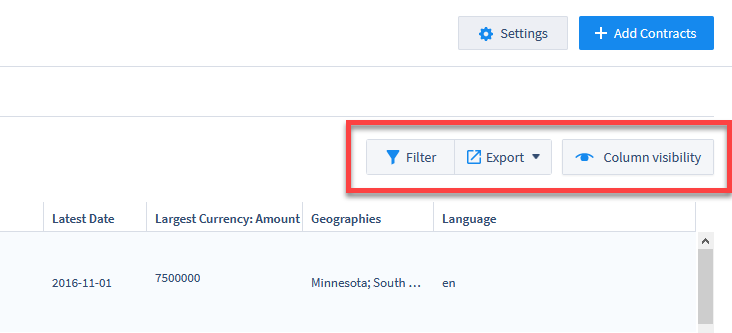 Settings
Add Contracts
Filter
Export
Column visibility
Latest Date
Largest Currency: Amount
Geographies
Language
2016-11-01
7500000
Minnesota; South ...
en